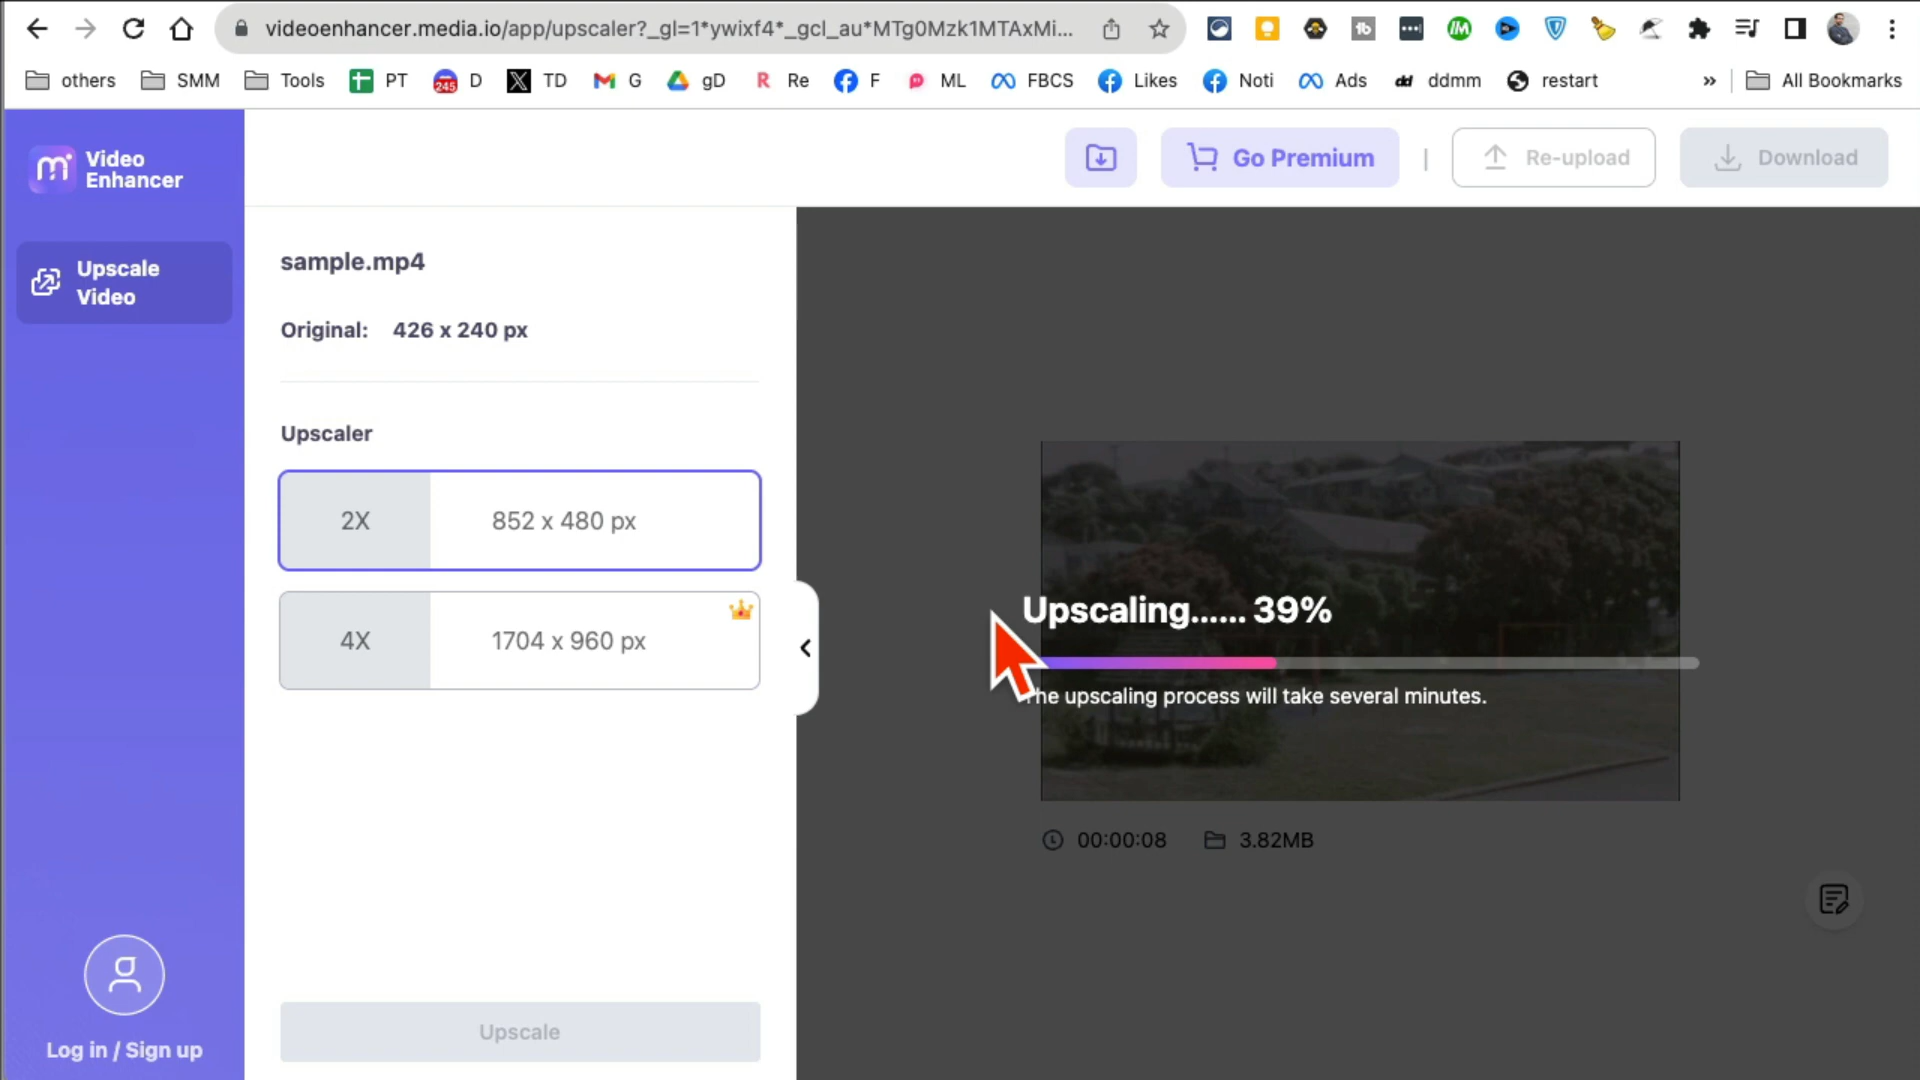 videoenhancer.media.io/app/upscaler?_gl=1*ywixf4*_gcl_au*MTg0Mzk1MTAxMi...
others SMM Tools PT 245 D TD G gD R Re F ML FBCS Likes Noti Ads dd ddmm restart » All Bookmarks
Video
Enhancer
Go Premium | Re-upload Download
Upscale
Video
sample.mp4
Original: 426 x 240 px
Upscaler
2X 852 x 480 px
4X 1704 x 960 px
Upscaling...... 39%
The upscaling process will take several minutes.
00:00:08 3.82MB
Upscale
Log in / Sign up